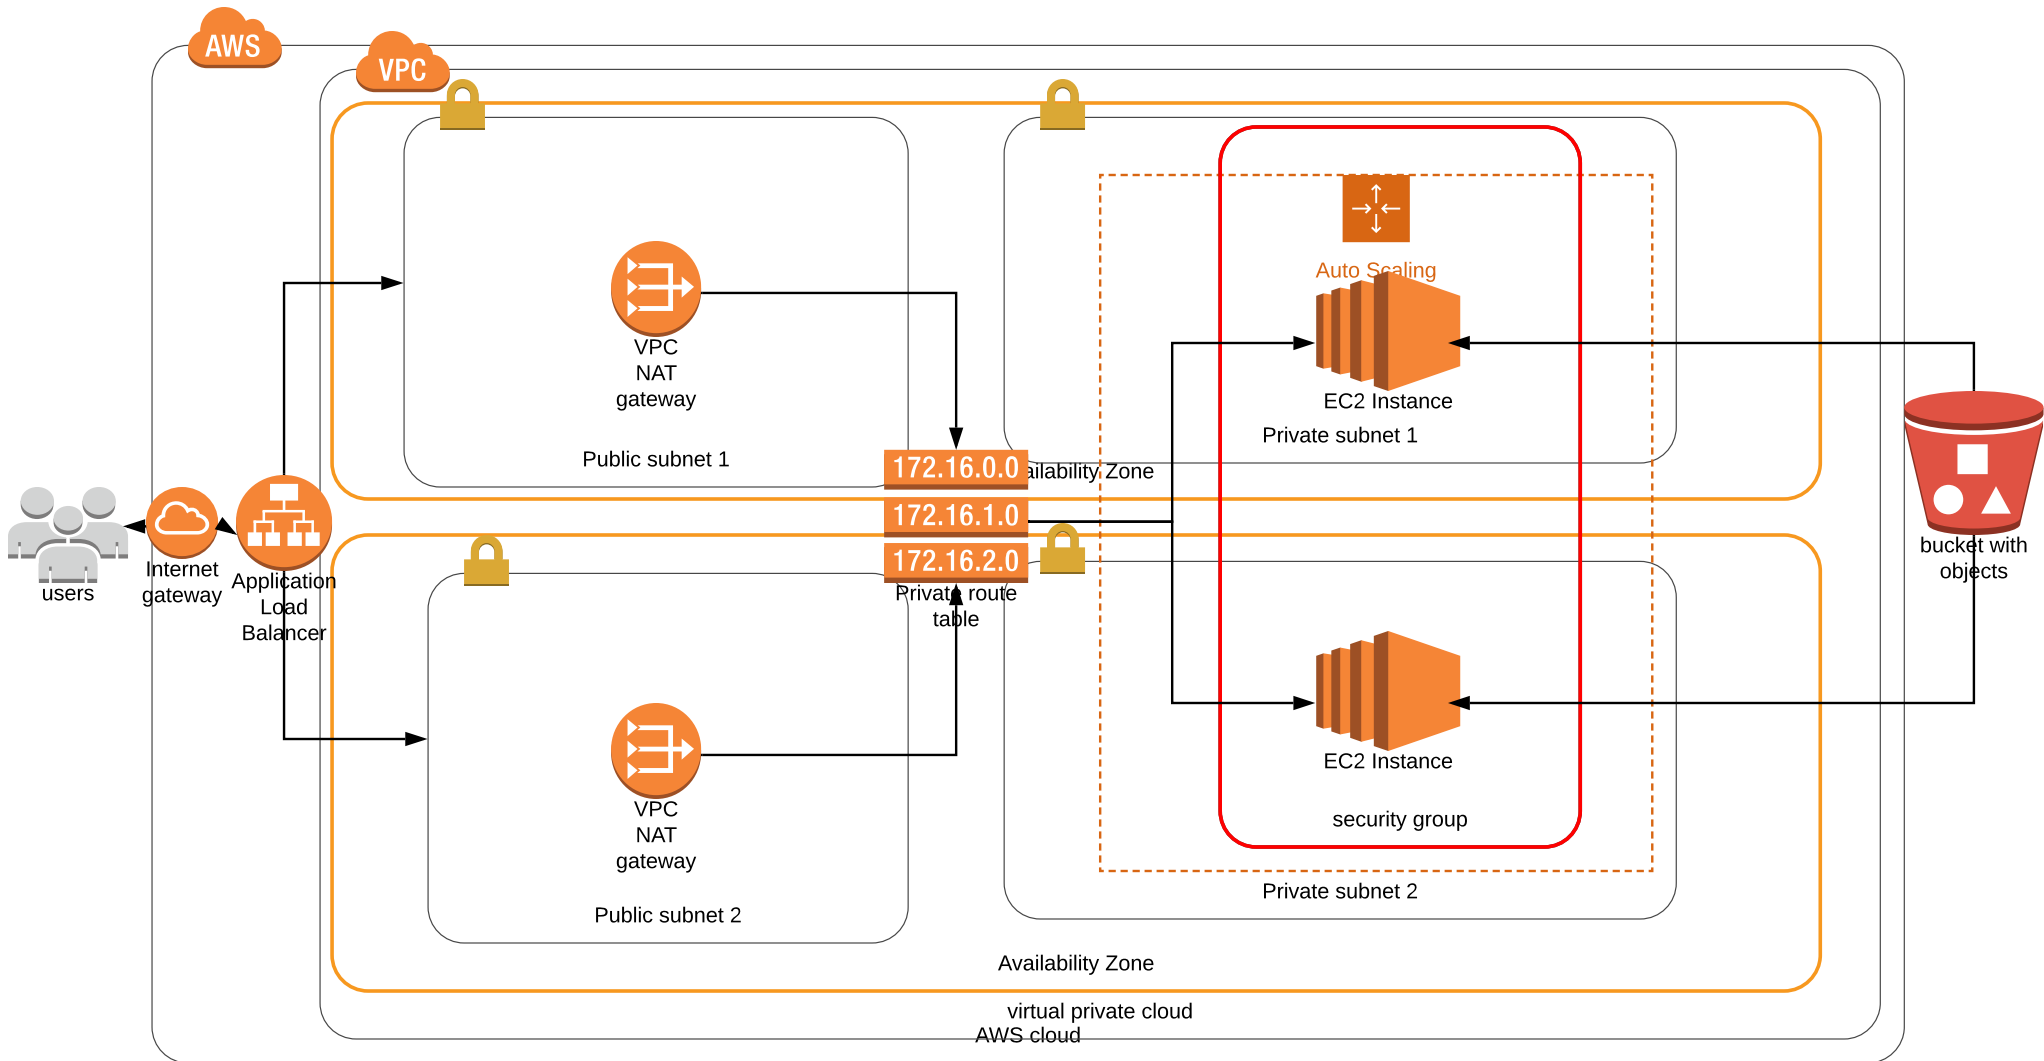 AWS
VPC
Auto Scaling
VPC
NAT
gateway
EC2 Instance
Private subnet 1
Public subnet 1
172.16.0.0
ailability Zone
172.16.1.0
172.16.2.0
Private route
table
users
Internet
gateway
Application
Load
Balancer
bucket with
objects
VPC
NAT
gateway
EC2 Instance
security group
Private subnet 2
Public subnet 2
Availability Zone
virtual private cloud
AWS cloud